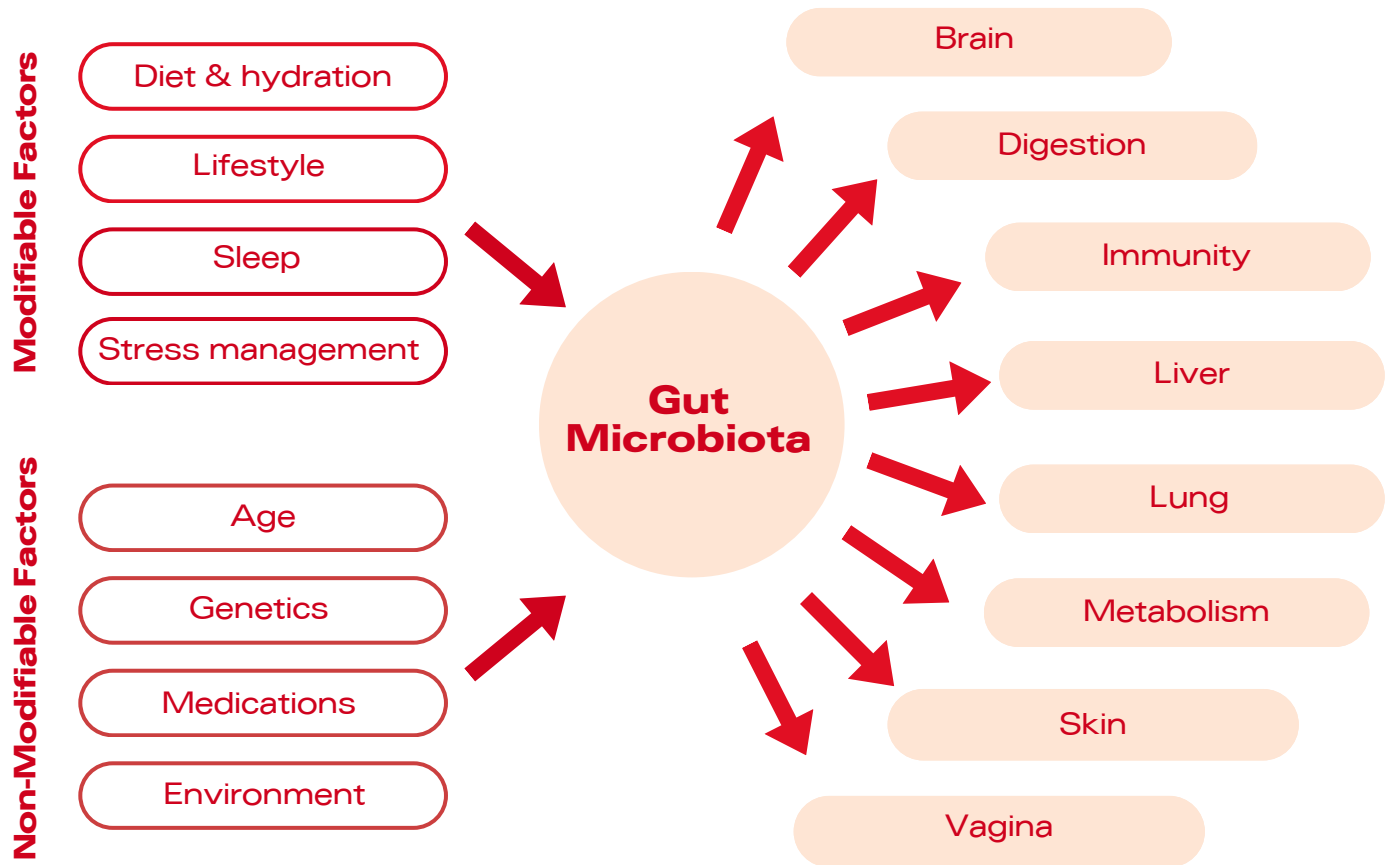 Modifiable Factors
Diet & hydration
Lifestyle
Sleep
Stress management
Non-Modifiable Factors
Age
Genetics
Medications
Environment
Gut
Microbiota
Brain
Digestion
Immunity
Liver
Lung
Metabolism
Skin
Vagina